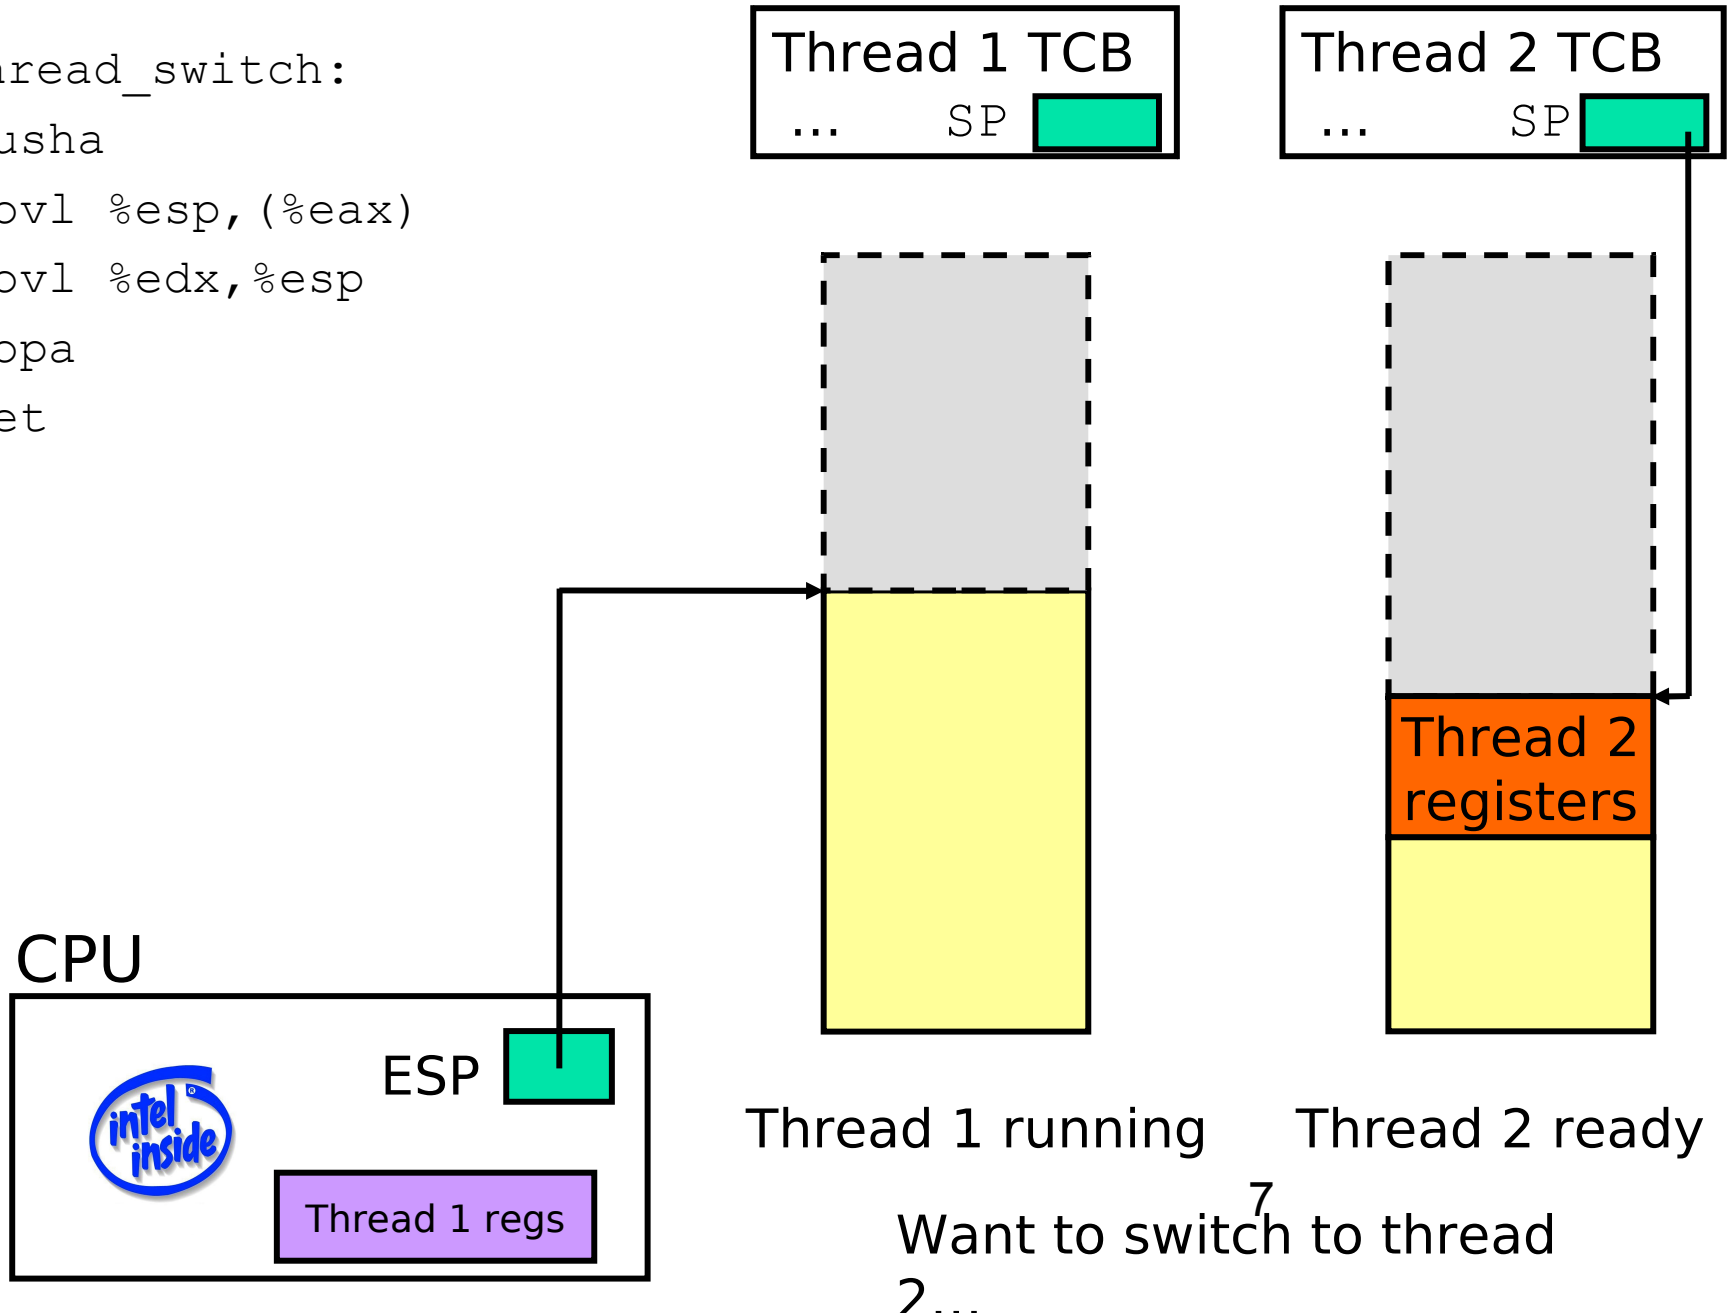 read_switch:
usha
ovl %esp,(%eax)
ovl %edx,%esp
opa
et
Thread 1 TCB
... SP
Thread 2 TCB
... SP
Thread 2
registers
CPU
ESP
intel
inside
®
Thread 1 regs
Thread 1 running
Thread 2 ready
7
Want to switch to thread
2...